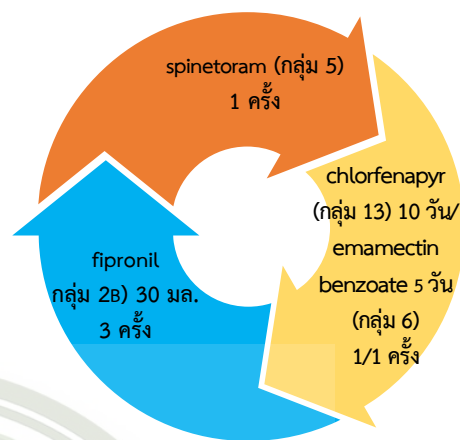 spinetoram (กลุ่ม 5)
1 ครั้ง
chlorfenapyr
(กลุ่ม 13) 10 วัน/
emamectin
benzoate 5 วัน
(กลุ่ม 6)
1/1 ครั้ง
fipronil
กลุ่ม 2B) 30 มล.
3 ครั้ง